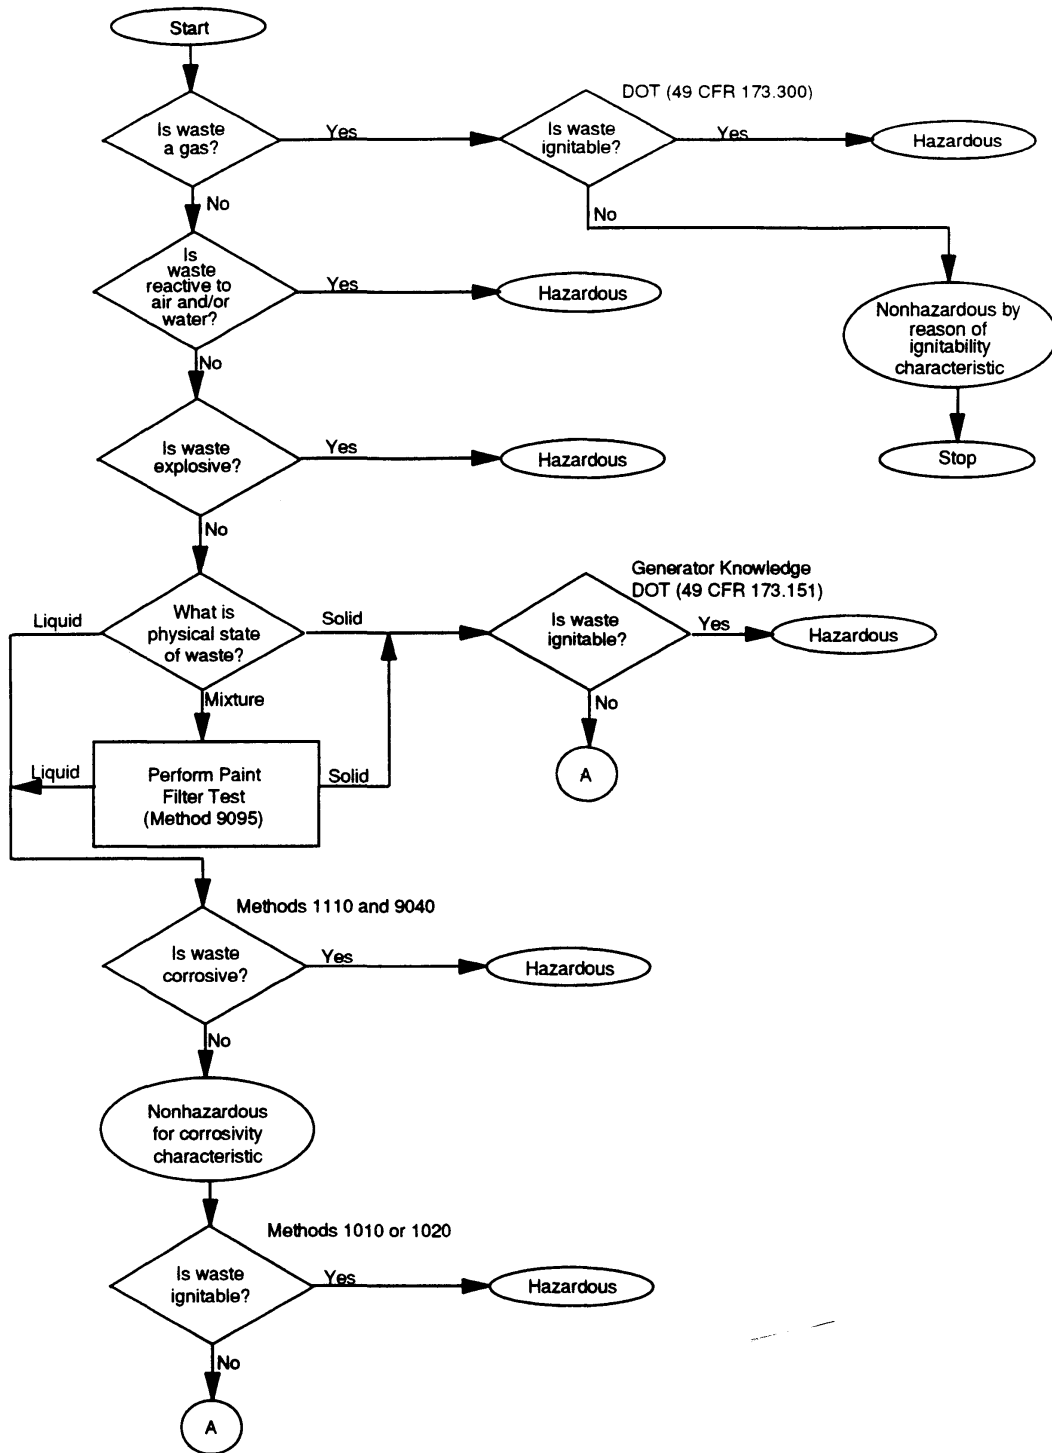 Start
DOT (49 CFR 173.300)
Is waste
a gas?
Yes
Is waste
ignitable?
Yes
Hazardous
No
No
Is
waste
reactive to
air and/or
water?
Yes
Hazardous
Nonhazardous by
reason of
ignitability
characteristic
No
Is waste
explosive?
Yes
Hazardous
Stop
No
Generator Knowledge
DOT (49 CFR 173.151)
Liquid
What is
physical state
of waste?
Solid
Is waste
ignitable?
Yes
Hazardous
Mixture
No
Liquid
Perform Paint
Filter Test
(Method 9095)
Solid
A
Methods 1110 and 9040
Is waste
corrosive?
Yes
Hazardous
No
Nonhazardous
for corrosivity
characteristic
Methods 1010 or 1020
Is waste
ignitable?
Yes
Hazardous
No
A